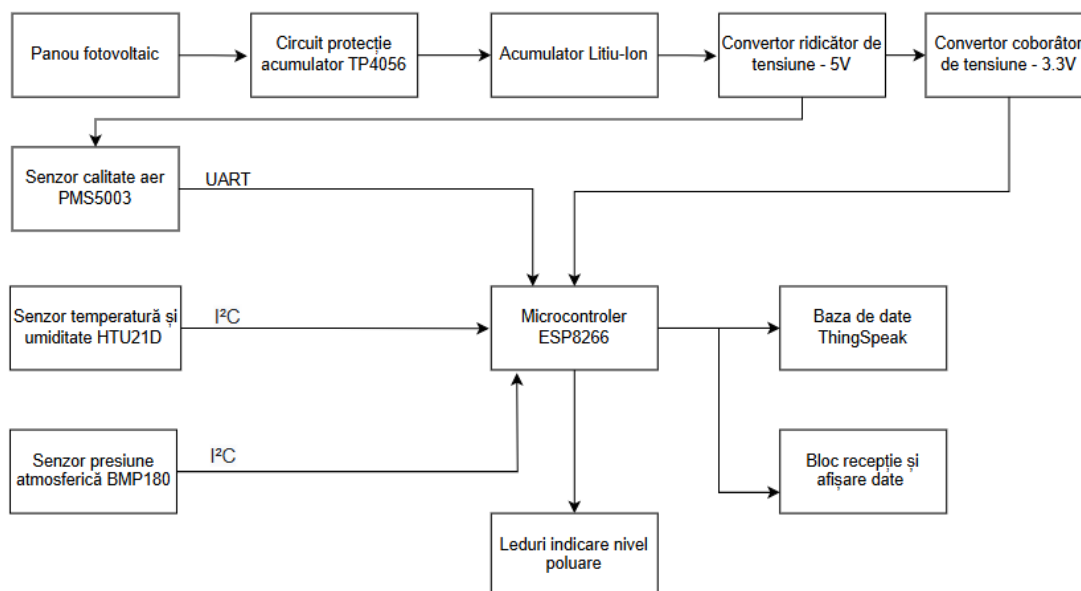 Panou fotovoltaic
Circuit protecție
acumulator TP4056
Acumulator Litiu-Ion
Convertor ridicător de
tensiune - 5V
Convertor coborâtor
de tensiune - 3.3V
Senzor calitate aer
PMS5003
UART
Senzor temperatură și
umiditate HTU21D
I²C
Microcontroler
ESP8266
Baza de date
ThingSpeak
Senzor presiune
atmosferică BMP180
I²C
Bloc recepție și
afișare date
Leduri indicare nivel
poluare